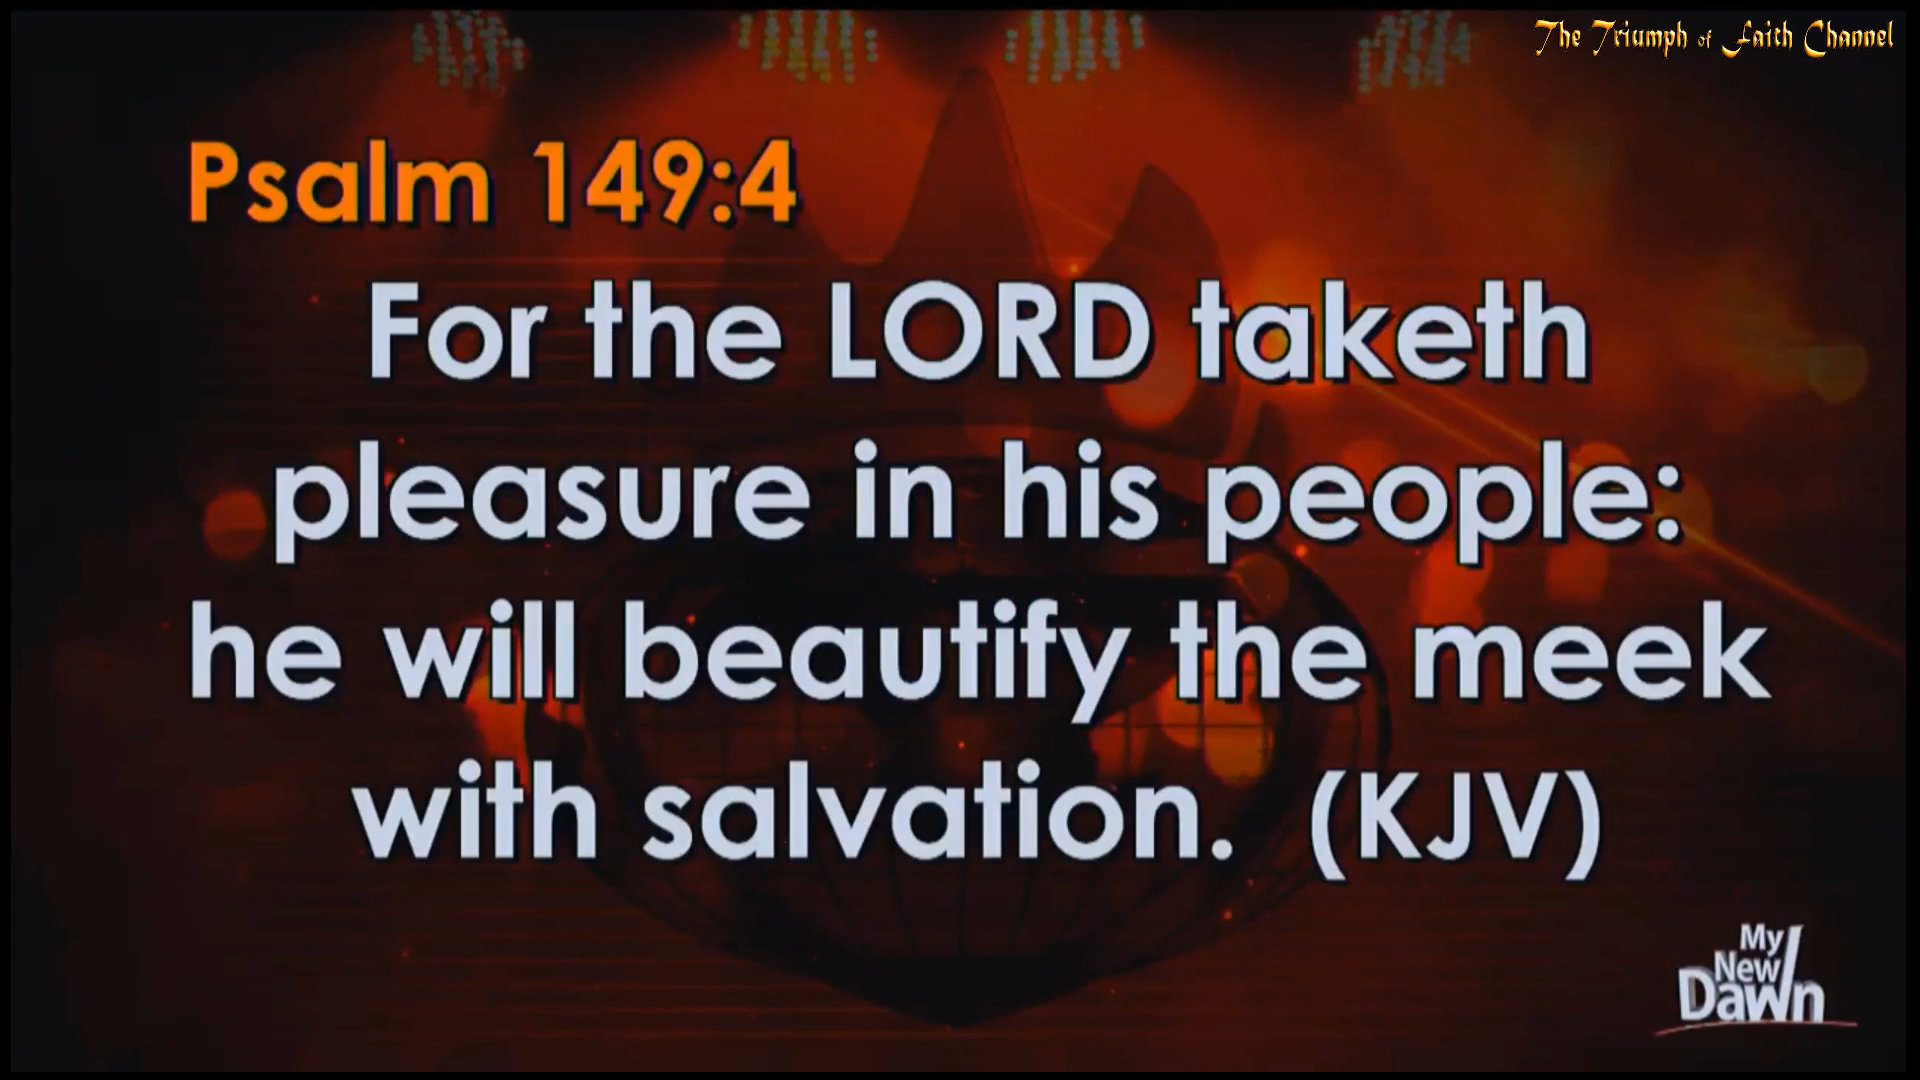 The Triumph of Faith Channel
Psalm 149:4
For the LORD taketh
pleasure in his people:
he will beautify the meek
with salvation. (KJV)
My
New
Dawn